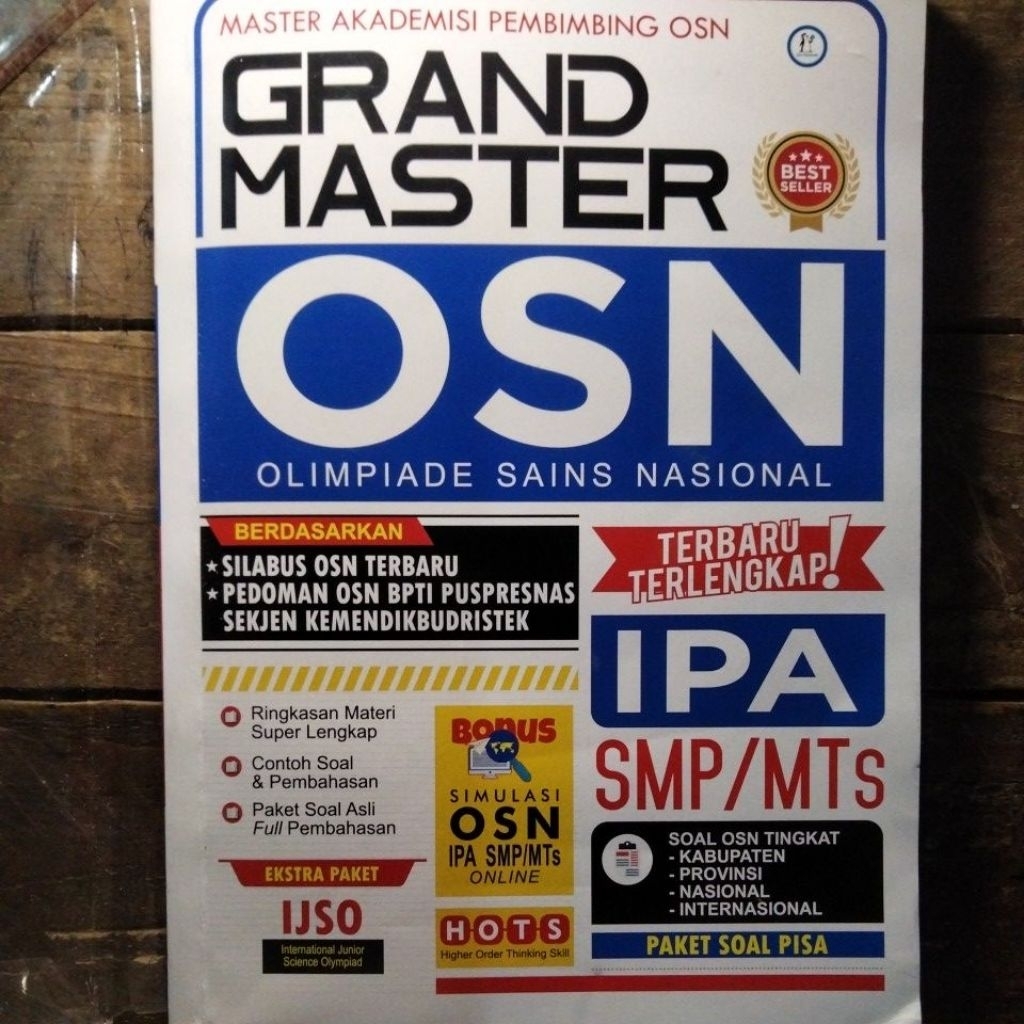 MASTER AKADEMISI PEMBIMBING OSN
GRAND
MASTER
BEST
SELLER
OSN
OLIMPIADE SAINS NASIONAL
BERDASARKAN
SILABUS OSN TERBARU
PEDOMAN OSN BPTI PUSPRESNAS
SEKJEN KEMENDIKBUDRISTEK
TERBARU
TERLENGKAP!
IPA
SMP/MTs
Ringkasan Materi
Super Lengkap
Contoh Soal
& Pembahasan
Paket Soal Asli
Full Pembahasan
EKSTRA PAKET
IJSO
International Junior
Science Olympiad
BONUS
SIMULASI
OSN
IPA SMP/MTs
ONLINE
HOTS
Higher Order Thinking Skill
SOAL OSN TINGKAT
- KABUPATEN
- PROVINSI
- NASIONAL
- INTERNASIONAL
PAKET SOAL PISA